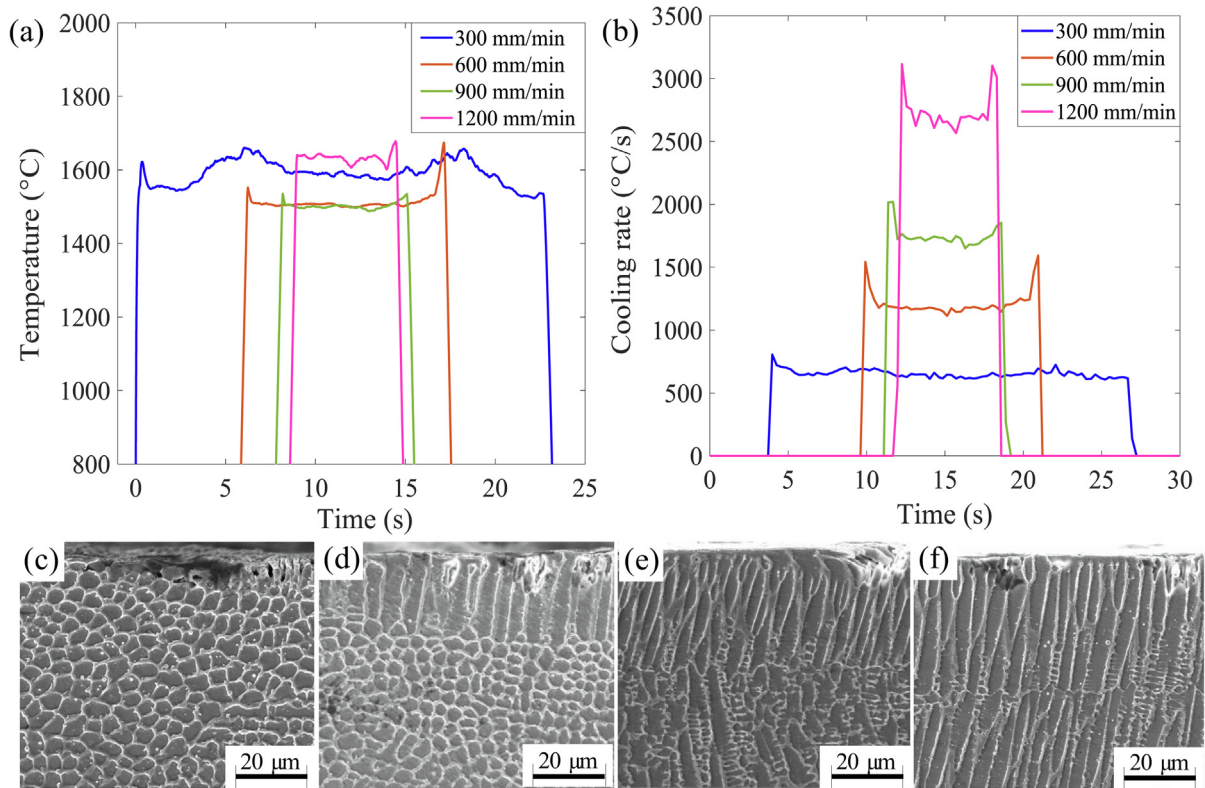 (a)
2000
1800
1600
1400
1200
1000
800
Temperature (°C)
0
5
10
15
20
25
Time (s)
300 mm/min
600 mm/min
900 mm/min
1200 mm/min
(b)
3500
3000
2500
2000
1500
1000
500
0
Cooling rate (°C/s)
0
5
10
15
20
25
30
Time (s)
300 mm/min
600 mm/min
900 mm/min
1200 mm/min
(c)
20 μm
(d)
20 μm
(e)
20 μm
(f)
20 μm